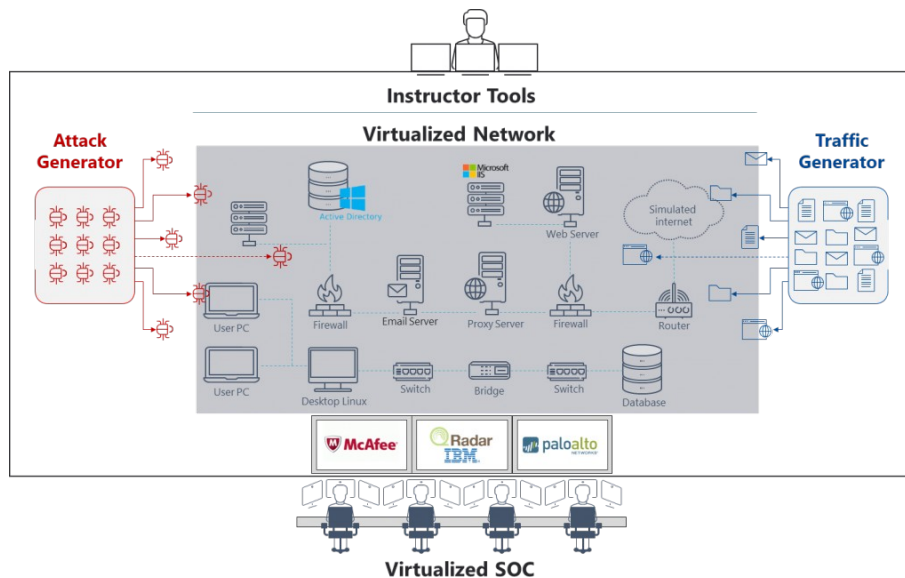 Instructor Tools
Virtualized Network
Attack
Generator
Traffic
Generator
Microsoft
IIS
Active Directory
Web Server
Simulated
internet
User PC
Firewall
Email Server
Proxy Server
Firewall
Router
User PC
Desktop Linux
Switch
Bridge
Switch
Database
McAfee
QRadar
IBM
paloalto
NETWORKS
Virtualized SOC